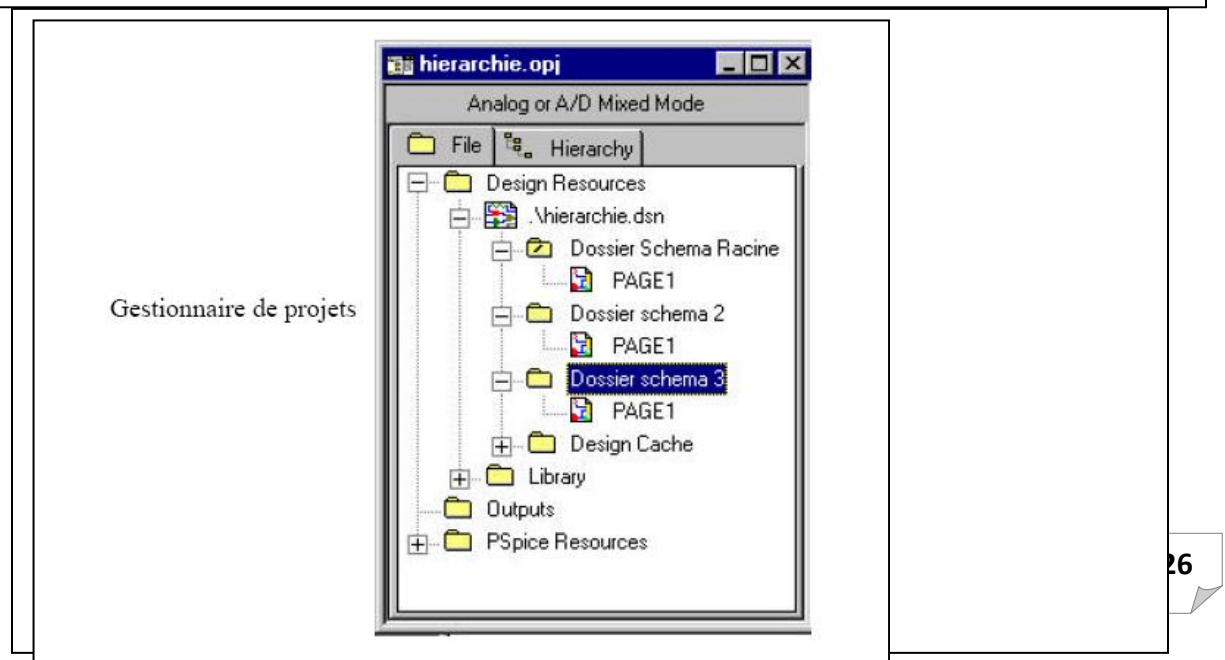 hierarchie.opj
Analog or A/D Mixed Mode
File Hierarchy
Design Resources
.\hierarchie.dsn
Dossier Schema Racine
PAGE1
Gestionnaire de projets
Dossier schema 2
PAGE1
Dossier schema 3
PAGE1
Design Cache
Library
Outputs
PSpice Resources
26